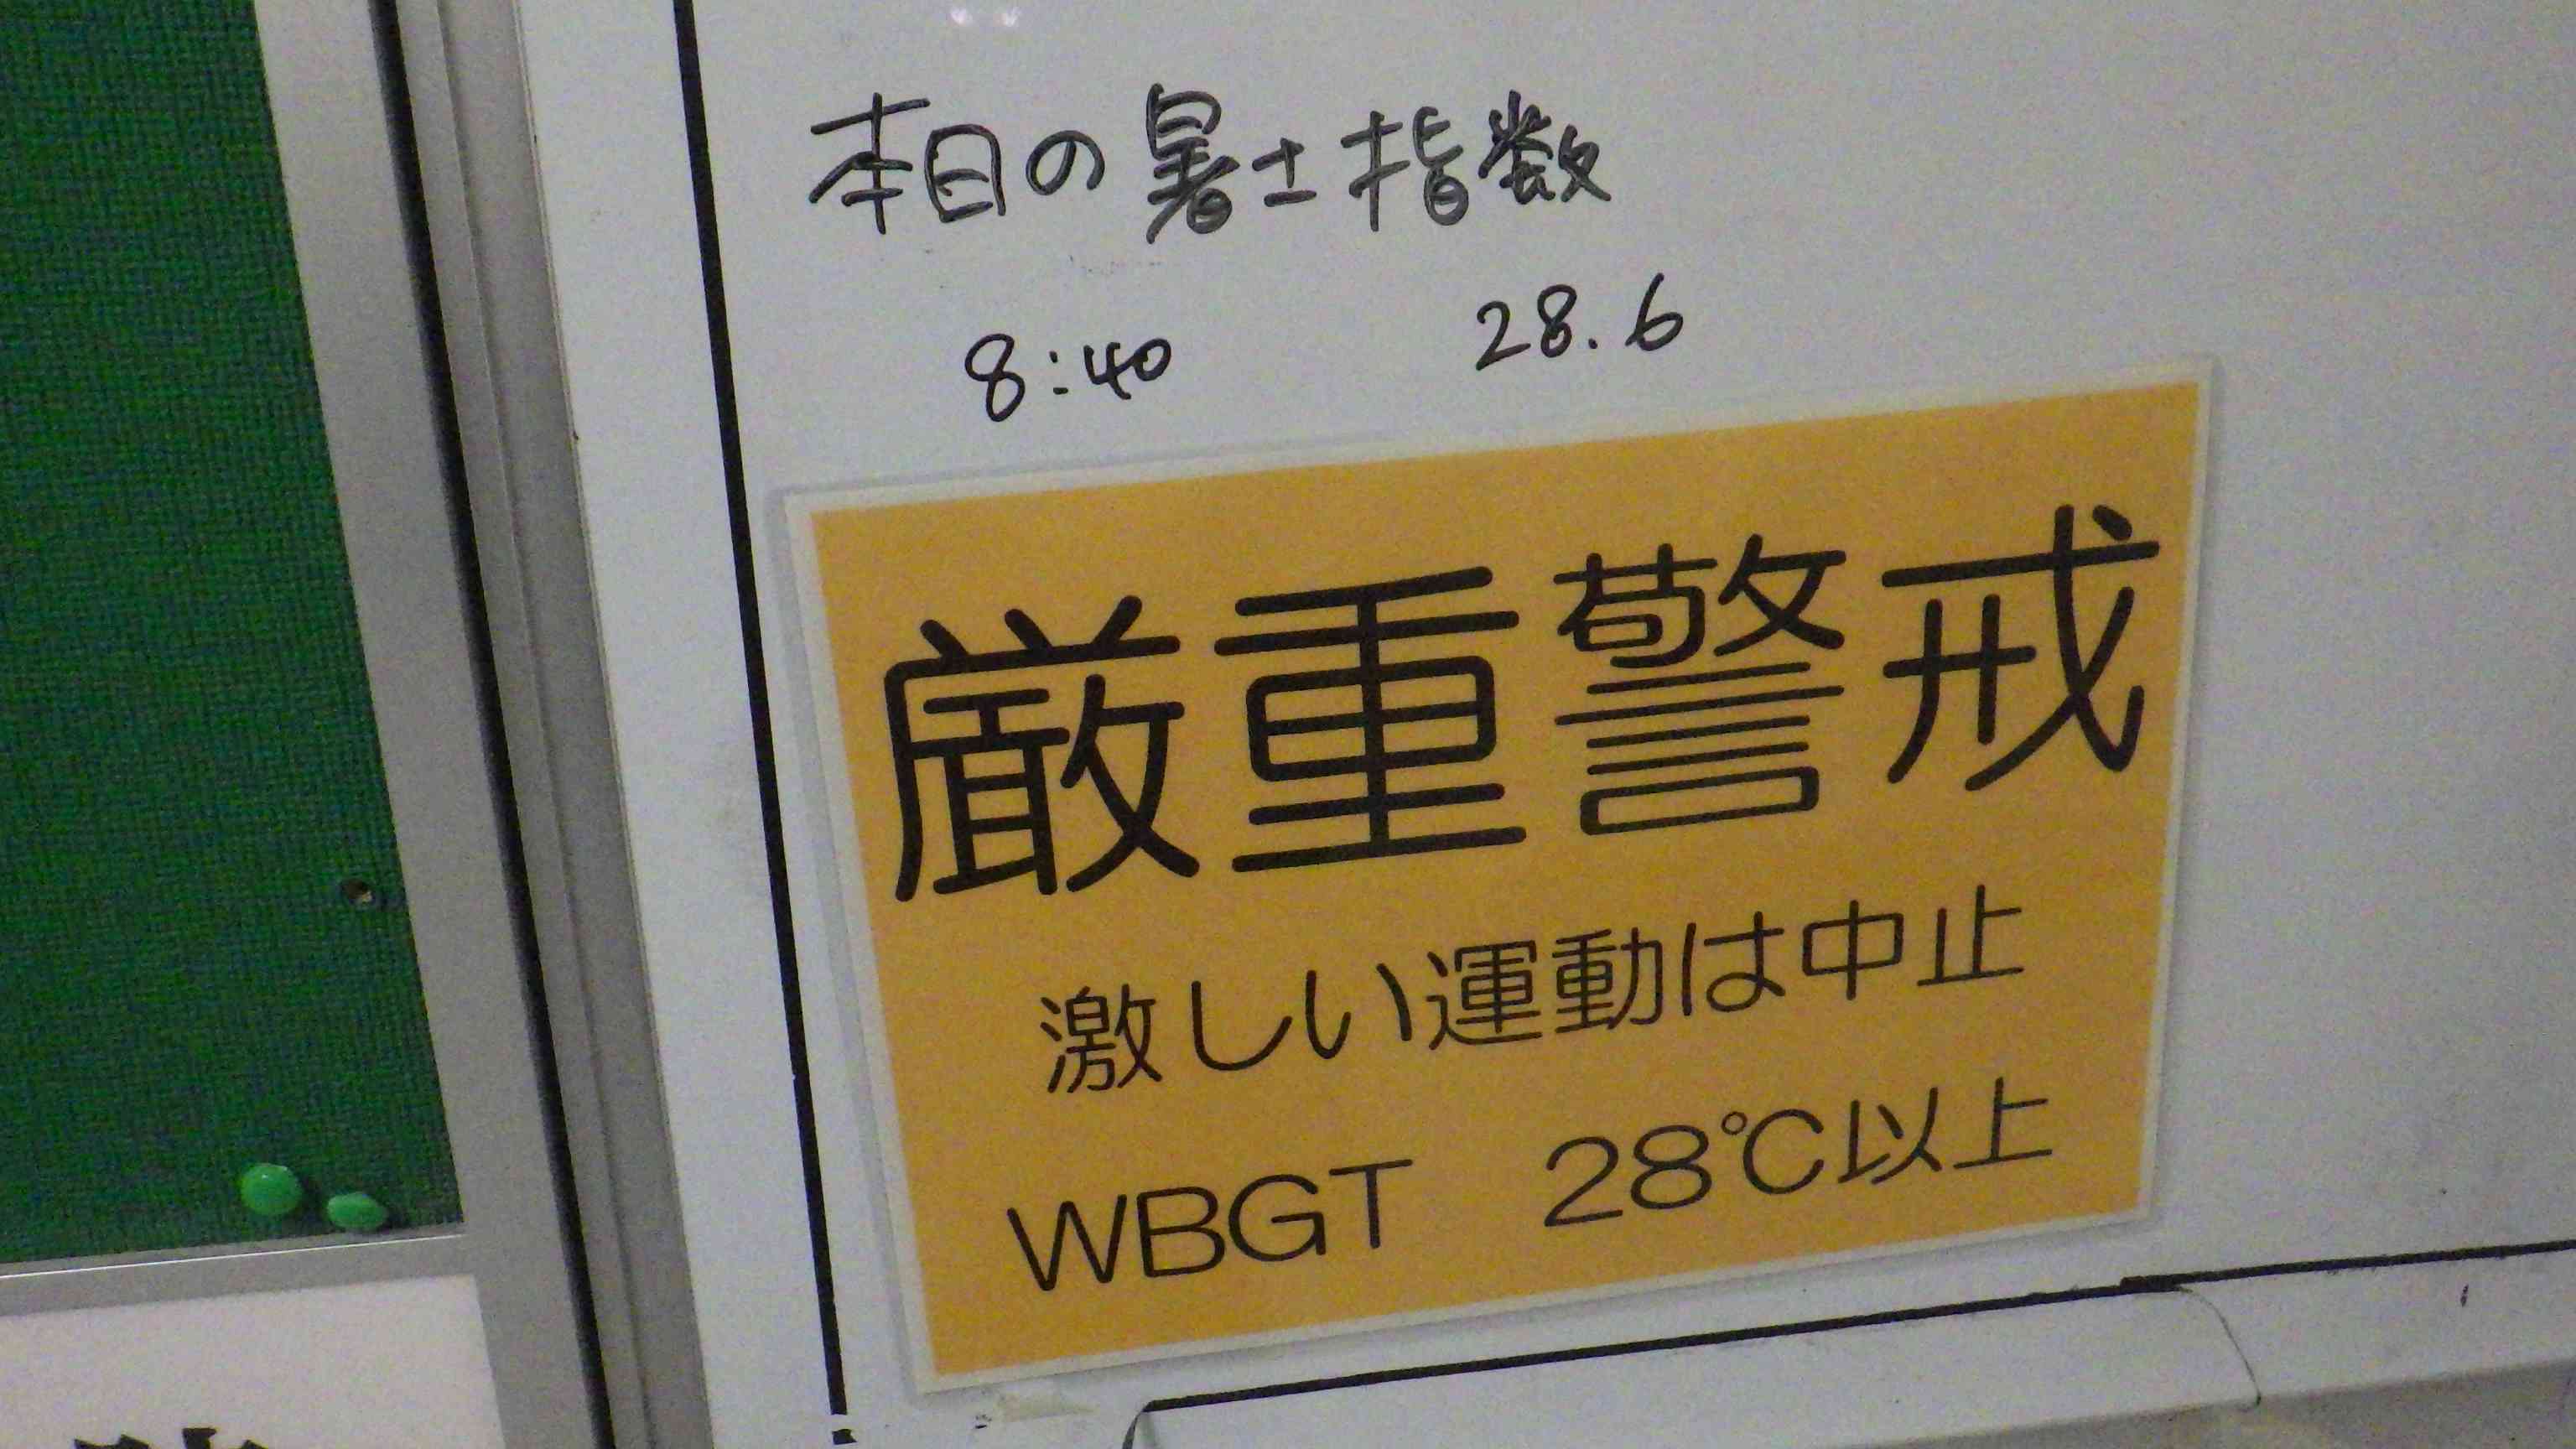 本日の暑士指数
8:40 28.6
厳重警戒
激しい運動は中止
WBGT 28℃以上